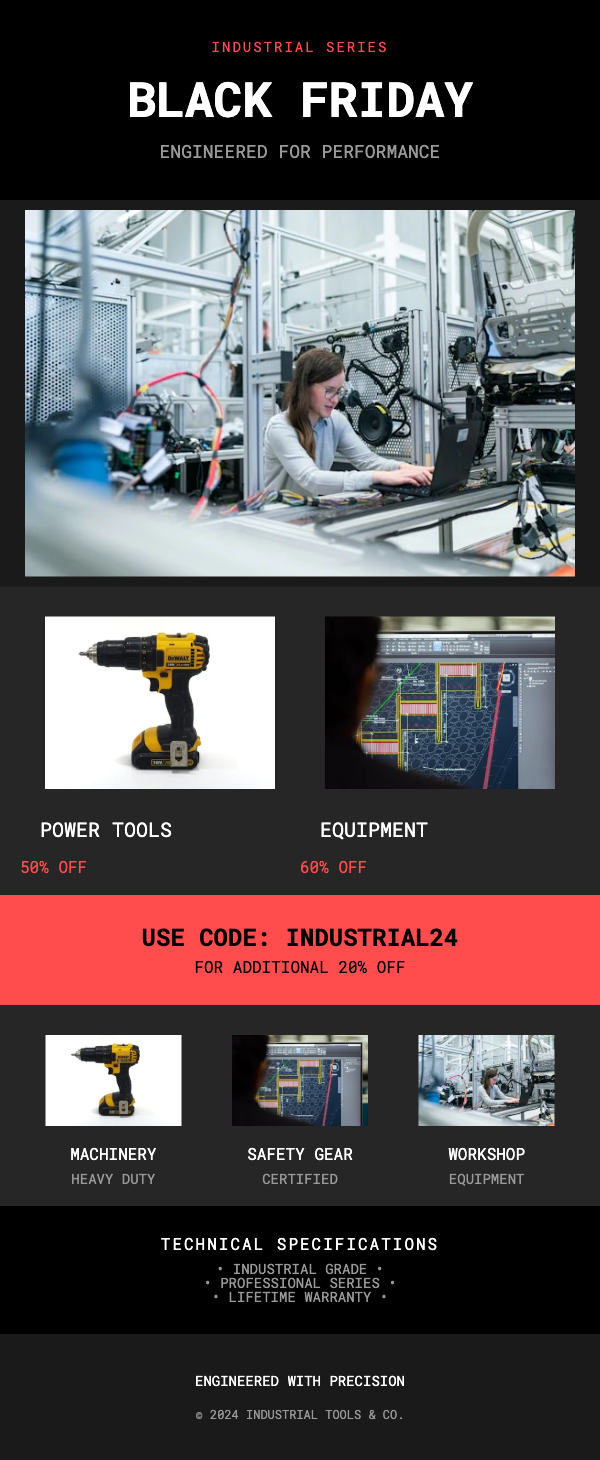 INDUSTRIAL SERIES
BLACK FRIDAY
ENGINEERED FOR PERFORMANCE
DEWALT
POWER TOOLS
EQUIPMENT
50% OFF
60% OFF
USE CODE: INDUSTRIAL24
FOR ADDITIONAL 20% OFF
MACHINERY
SAFETY GEAR
WORKSHOP
HEAVY DUTY
CERTIFIED
EQUIPMENT
TECHNICAL SPECIFICATIONS
• INDUSTRIAL GRADE •
• PROFESSIONAL SERIES •
• LIFETIME WARRANTY •
ENGINEERED WITH PRECISION
© 2024 INDUSTRIAL TOOLS & CO.